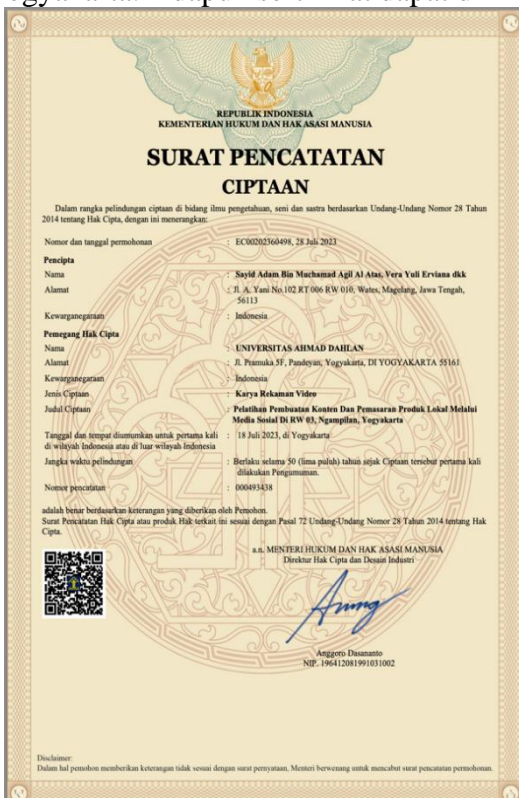 REPUBLIK INDONESIA
KEMENTERIAN HUKUM DAN HAK ASASI MANUSIA
SURAT PENCATATAN
CIPTAAN
Dalam rangka pelindungan ciptaan di bidang ilmu pengetahuan, seni dan sastra berdasarkan Undang-Undang Nomor 28 Tahun
2014 tentang Hak Cipta, dengan ini menerangkan:
Nomor dan tanggal permohonan : EC00202360498, 28 Juli 2023
Pencipta
Nama : Sayid Adam Bin Muchamad Agil Al Atas, Vera Yuli Erviana dkk
Alamat : Jl. A. Yani No.102 RT 006 RW 010, Wates, Magelang, Jawa Tengah,
56113
Kewarganegaraan : Indonesia
Pemegang Hak Cipta
Nama : UNIVERSITAS AHMAD DAHLAN
Alamat : Jl. Pramuka 5F, Pandeyan, Yogyakarta, DI YOGYAKARTA 55161
Kewarganegaraan : Indonesia
Jenis Ciptaan : Karya Rekaman Video
Judul Ciptaan : Pelatihan Pembuatan Konten Dan Pemasaran Produk Lokal Melalui
Media Sosial Di RW 03, Ngampilan, Yogyakarta
Tanggal dan tempat diumumkan untuk pertama kali : 18 Juli 2023, di Yogyakarta
di wilayah Indonesia atau di luar wilayah Indonesia
Jangka waktu pelindungan : Berlaku selama 50 (lima puluh) tahun sejak Ciptaan tersebut pertama kali
dilakukan Pengumuman.
Nomor pencatatan : 000493438
adalah benar berdasarkan keterangan yang diberikan oleh Pemohon.
Surat Pencatatan Hak Cipta atau produk Hak terkait ini sesuai dengan Pasal 72 Undang-Undang Nomor 28 Tahun 2014 tentang Hak
Cipta.
a.n. MENTERI HUKUM DAN HAK ASASI MANUSIA
Direktur Hak Cipta dan Desain Industri
Anggoro Dasananto
NIP. 196412081991031002
Disclaimer:
Dalam hal pemohon memberikan keterangan tidak sesuai dengan surat pernyataan, Menteri berwenang untuk mencabut surat pencatatan permohonan.